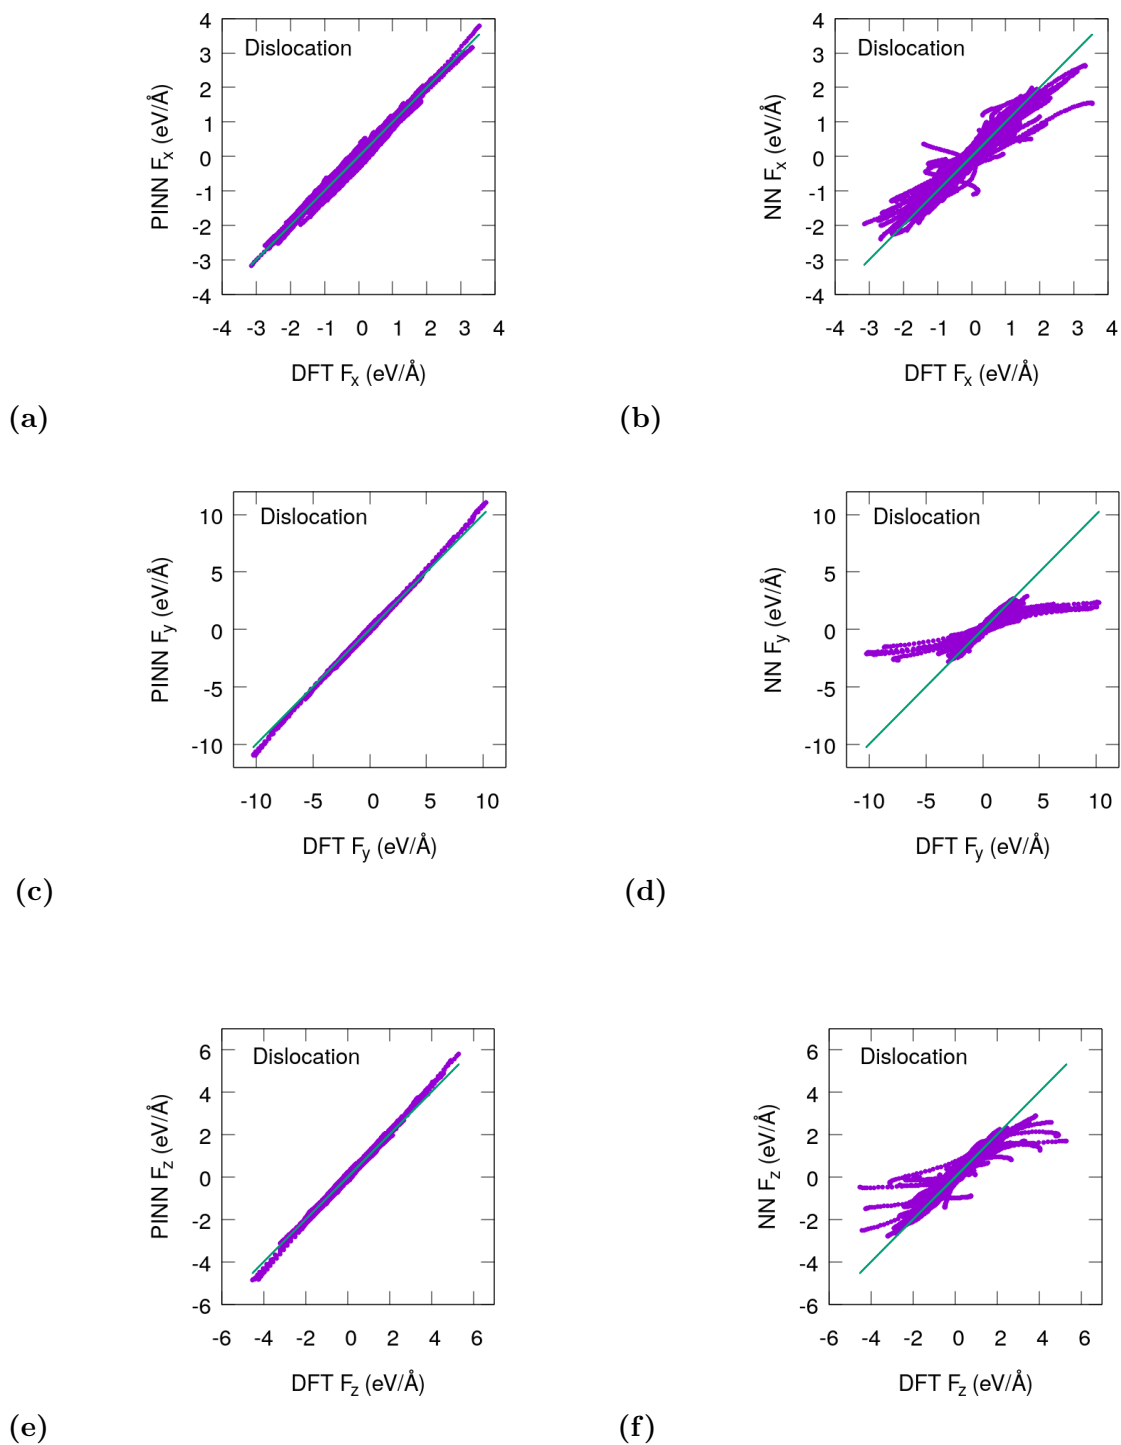 4
3
2
1
0
-1
-2
-3
-4
Dislocation
PINN Fx (eV/Å)
-4 -3 -2 -1 0 1 2 3 4
DFT Fx (eV/Å)
(a)
4
3
2
1
0
-1
-2
-3
-4
Dislocation
NN Fx (eV/Å)
-4 -3 -2 -1 0 1 2 3 4
DFT Fx (eV/Å)
(b)
10
5
0
-5
-10
Dislocation
PINN Fy (eV/Å)
-10 -5 0 5 10
DFT Fy (eV/Å)
(c)
10
5
0
-5
-10
Dislocation
NN Fy (eV/Å)
-10 -5 0 5 10
DFT Fy (eV/Å)
(d)
6
4
2
0
-2
-4
-6
Dislocation
PINN Fz (eV/Å)
-6 -4 -2 0 2 4 6
DFT Fz (eV/Å)
(e)
6
4
2
0
-2
-4
-6
Dislocation
NN Fz (eV/Å)
-6 -4 -2 0 2 4 6
DFT Fz (eV/Å)
(f)